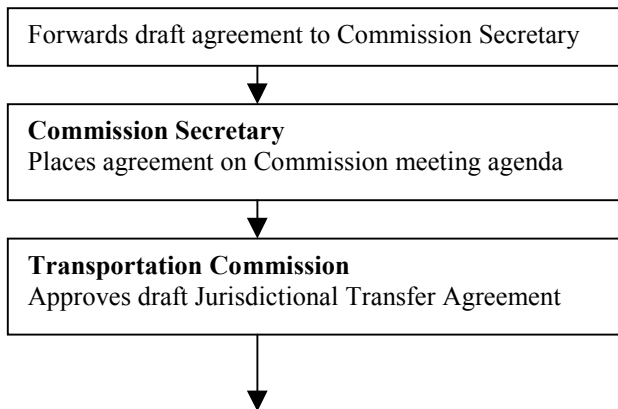 Forwards draft agreement to Commission Secretary
Commission Secretary
Places agreement on Commission meeting agenda
Transportation Commission
Approves draft Jurisdictional Transfer Agreement